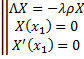 ΛX = −λρX
X(x₁) = 0
X′(x₁) = 0